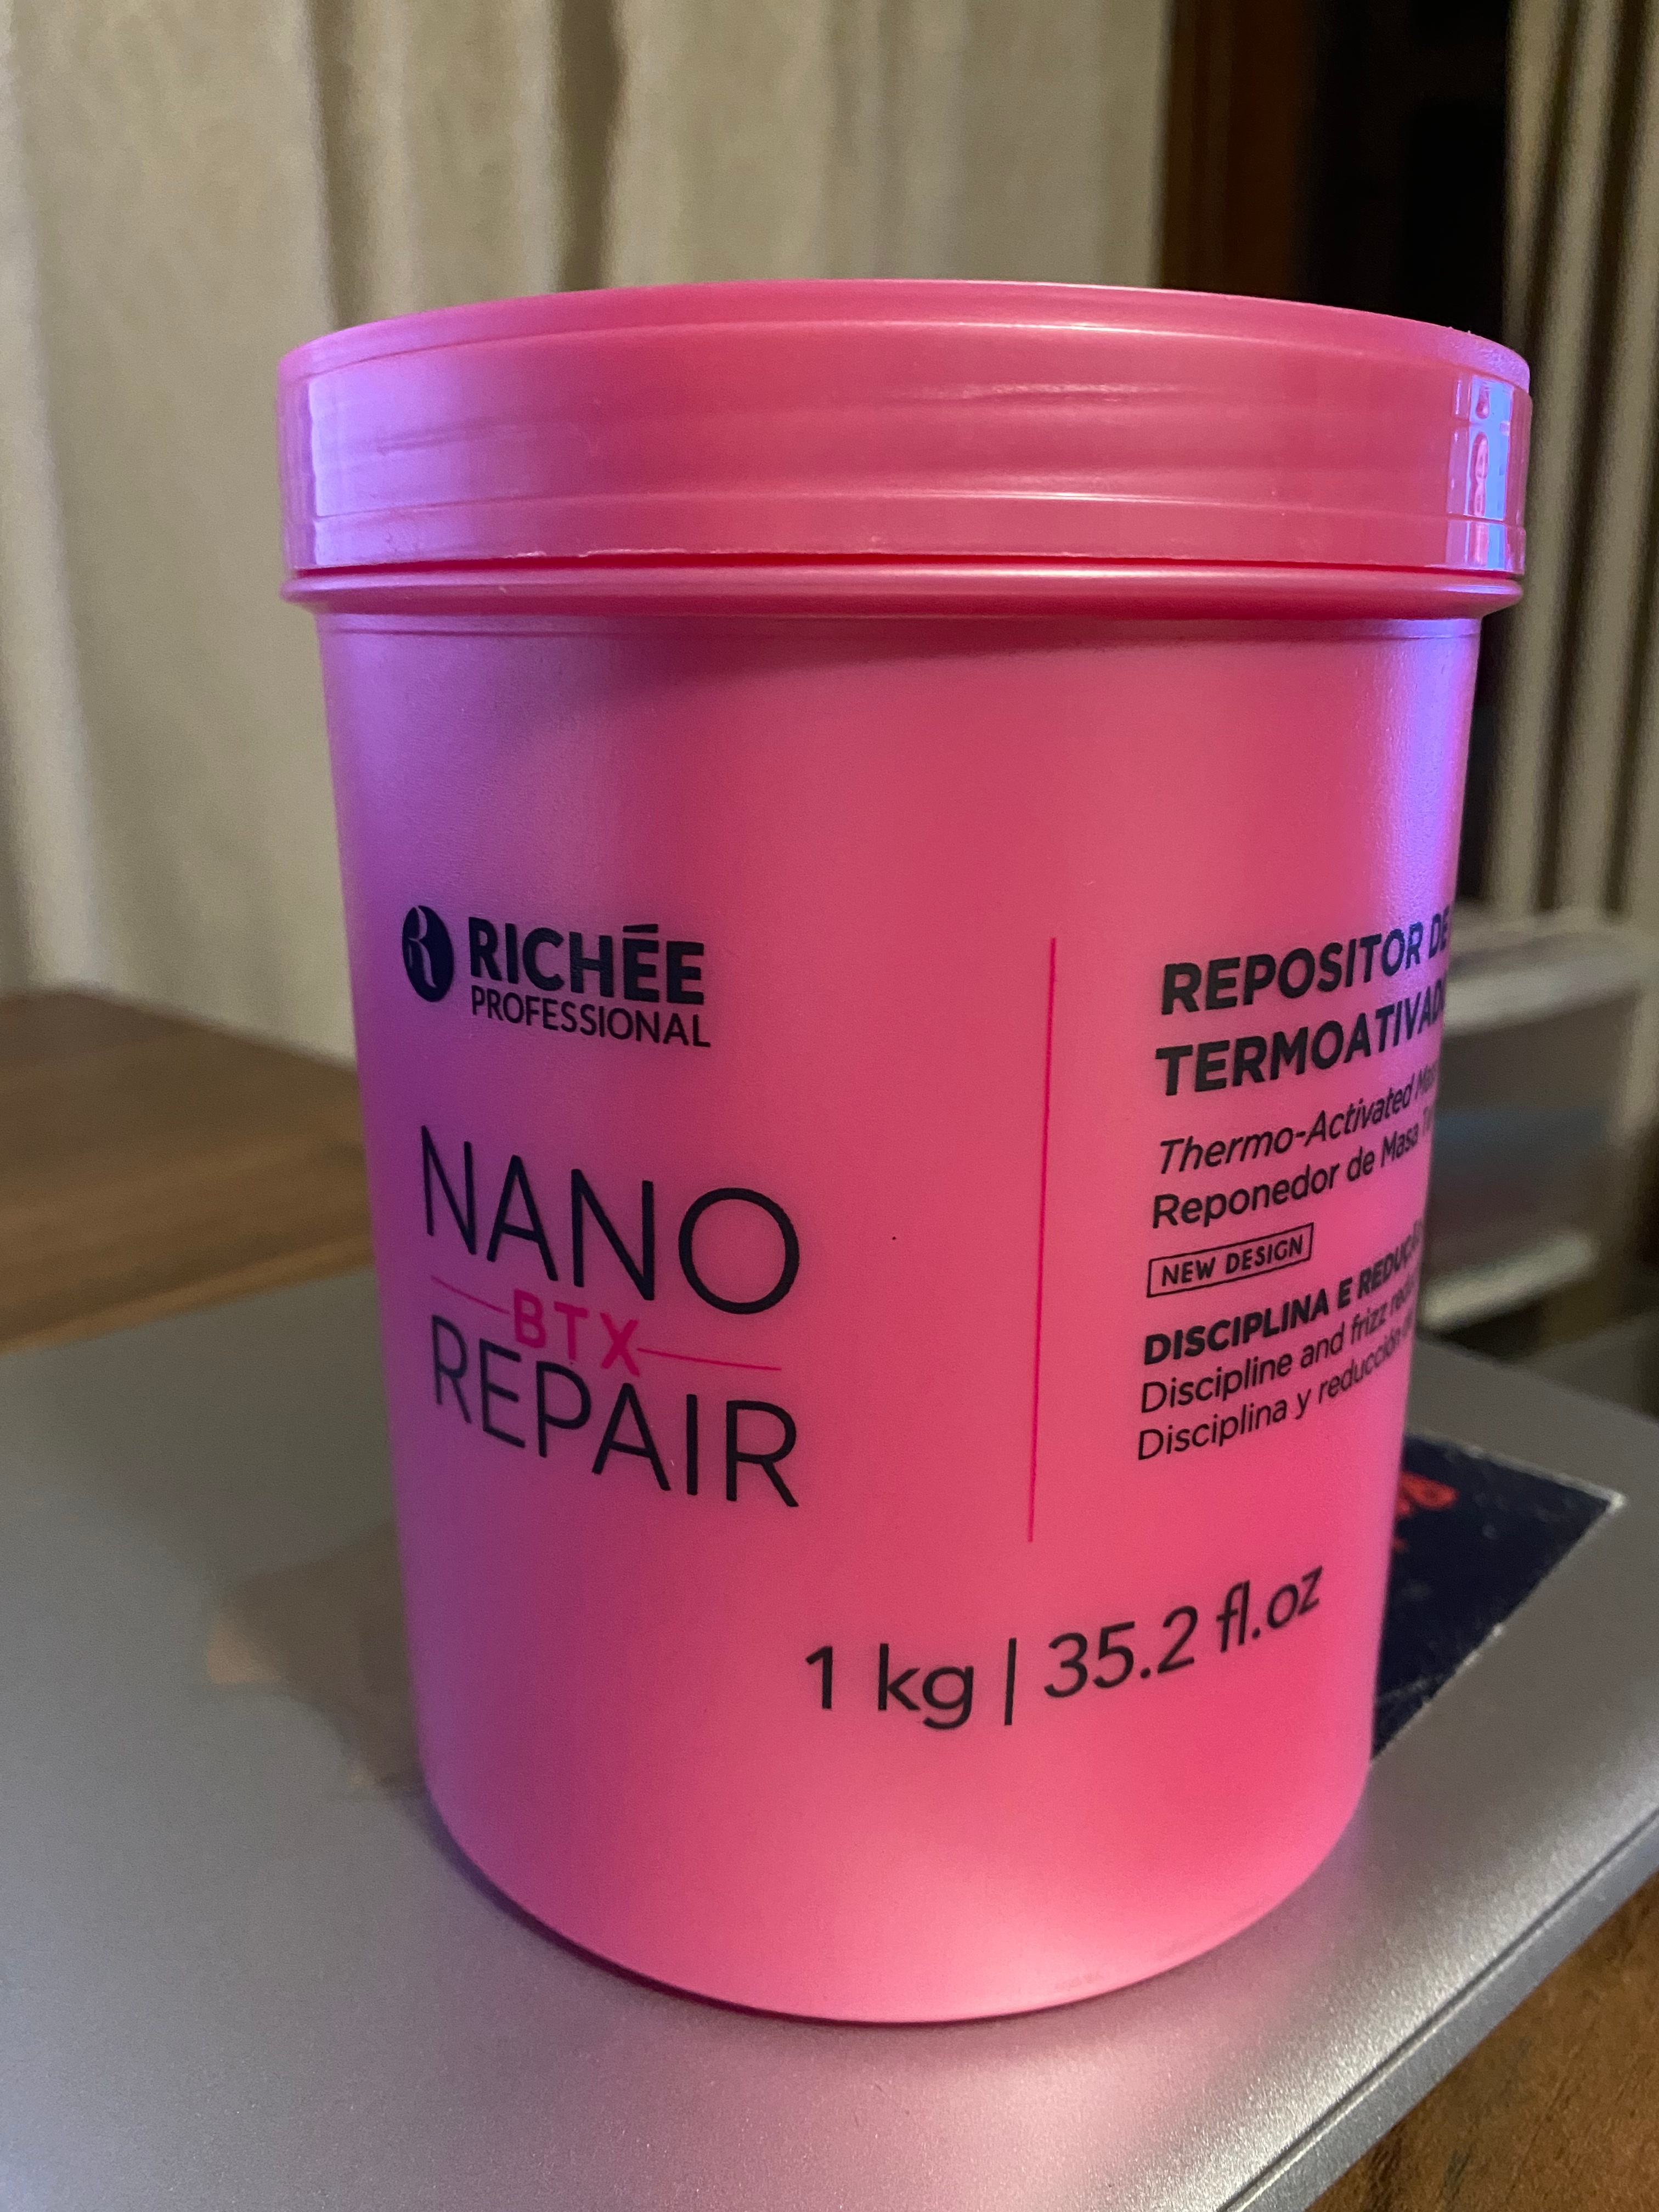 RICHÉE
PROFESSIONAL
NANO
BTX
REPAIR
REPOSITOR DE
TERMOATIVADO
Thermo-Activated
Reponedor de Masa
NEW DESIGN
DISCIPLINA E REDUÇÃO
Discipline and frizz
Disciplina y reducción
1 kg | 35.2 fl.oz